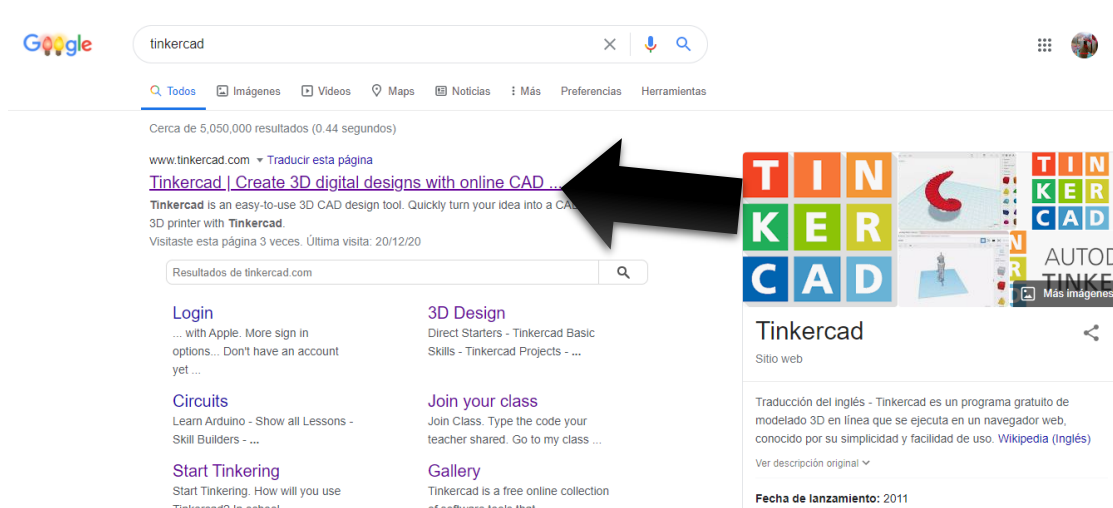 Google
tinkercad
Todos Imágenes Videos Maps Noticias Más Preferencias Herramientas
Cerca de 5,050,000 resultados (0.44 segundos)
www.tinkercad.com Traducir esta página
Tinkercad | Create 3D digital designs with online CAD ...
Tinkercad is an easy-to-use 3D CAD design tool. Quickly turn your idea into a
3D printer with Tinkercad.
Visitaste esta página 3 veces. Última visita: 20/12/20
Resultados de tinkercad.com
Login
... with Apple. More sign in
options... Don't have an account
yet ...
3D Design
Direct Starters - Tinkercad Basic
Skills - Tinkercad Projects - ...
Circuits
Learn Arduino - Show all Lessons -
Skill Builders - ...
Join your class
Join Class. Type the code your
teacher shared. Go to my class ...
Start Tinkering
Start Tinkering. How will you use
Tinkercad? In school
Gallery
Tinkercad is a free online collection
of software tools that
TIN
KER
CAD
TIN
KER
CAD
AUTOD
TINKE
Más imágenes
Tinkercad
Sitio web
Traducción del inglés - Tinkercad es un programa gratuito de
modelado 3D en línea que se ejecuta en un navegador web,
conocido por su simplicidad y facilidad de uso. Wikipedia (Inglés)
Ver descripción original
Fecha de lanzamiento: 2011